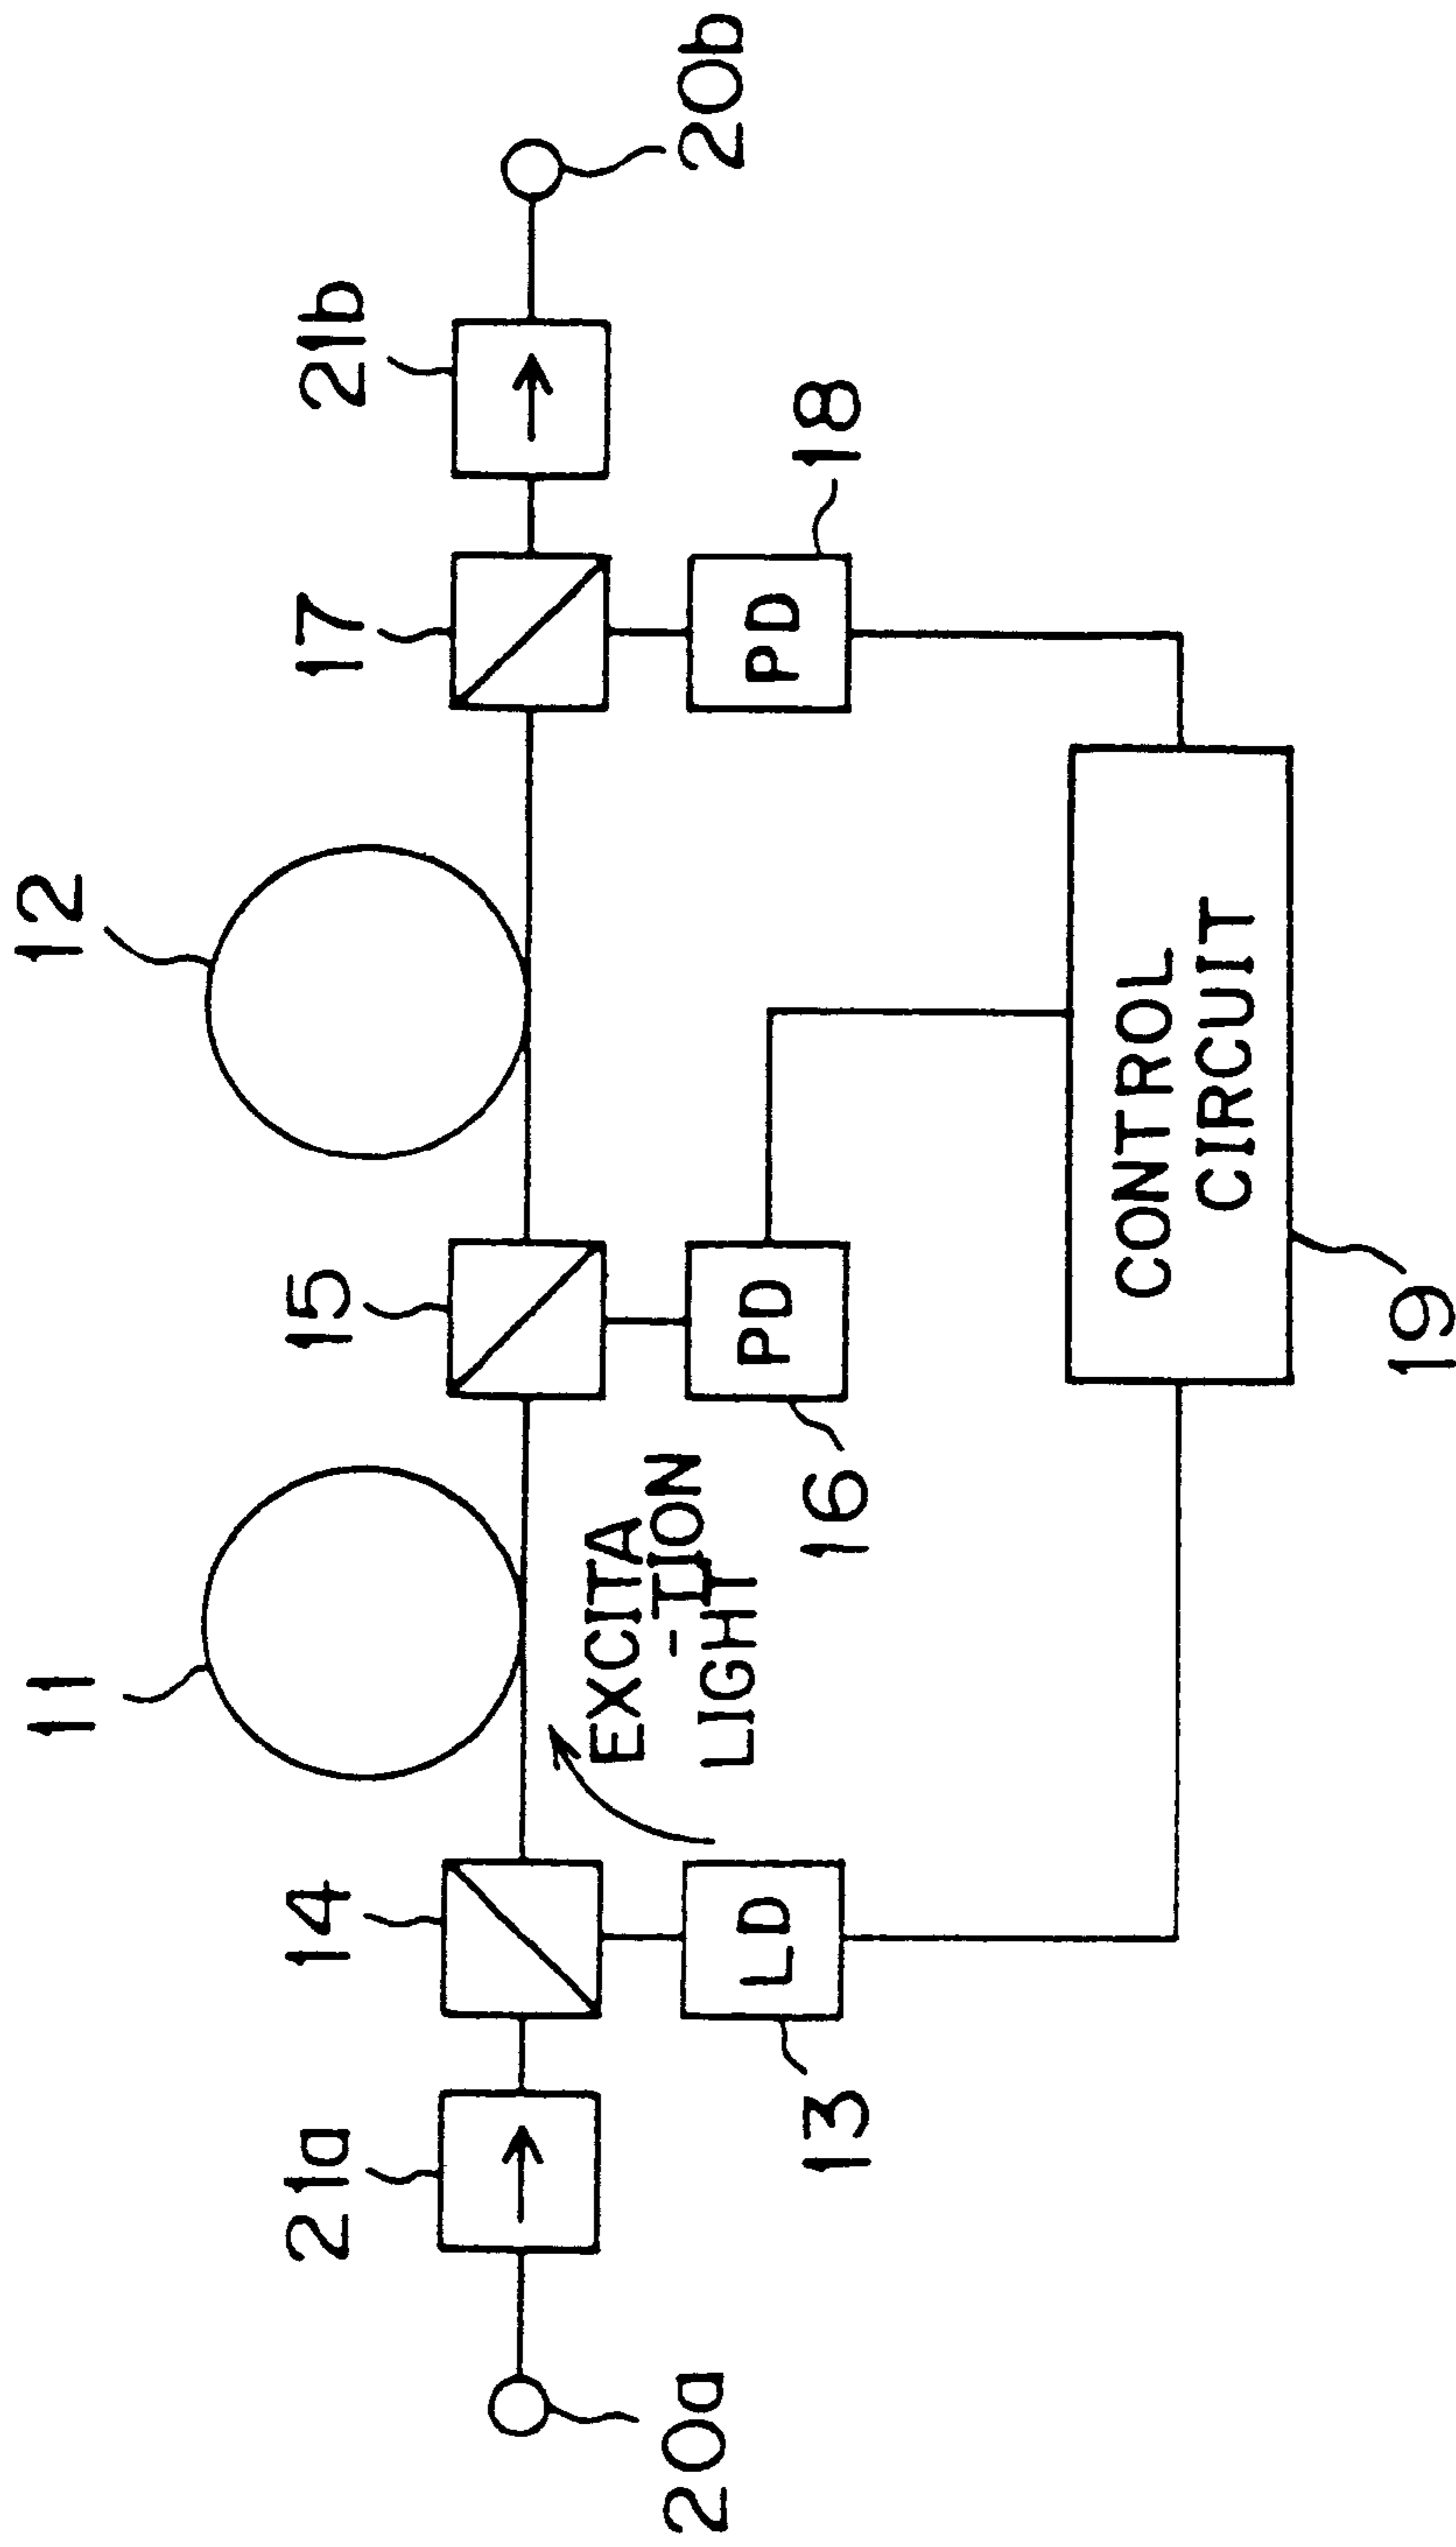 11
12
21a
14
15
17
21b
EXCITA
-TION
LIGHT
LD
PD
PD
20a
13
16
18
20b
CONTROL
CIRCUIT
19